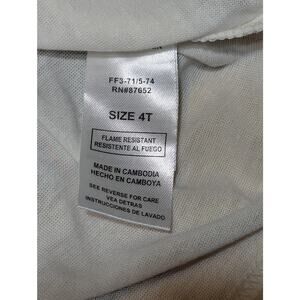 FF3-71/5-74
RN#87652
SIZE 4T
FLAME RESISTANT
RESISTENTE AL FUEGO
MADE IN CAMBODIA
HECHO EN CAMBOYA
SEE REVERSE FOR CARE
VEA DETRAS
INSTRUCCIONES DE LAVADO